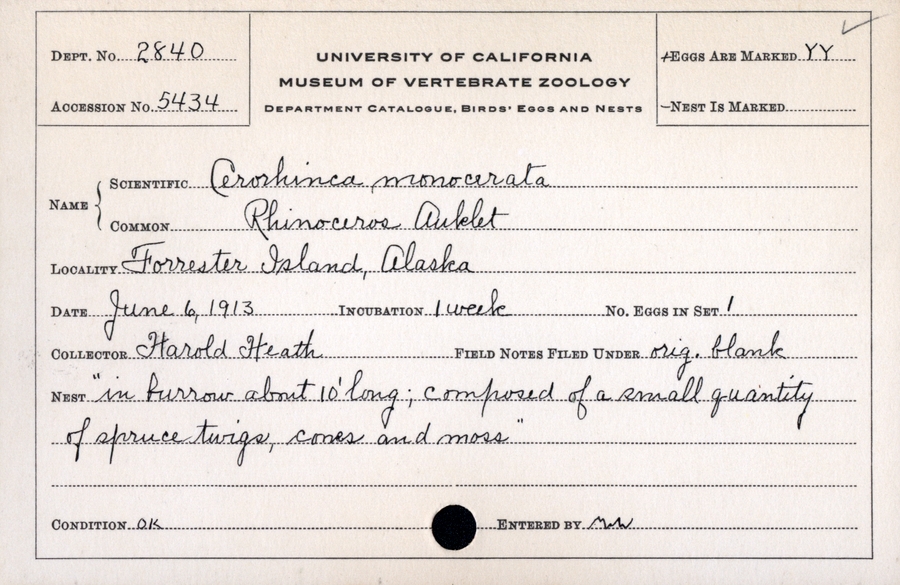 Dept. No. 2840
Accession No. 5434
University of California
Museum of Vertebrate Zoology
Department Catalogue, Birds' Eggs and Nests
Eggs Are Marked YY
Nest Is Marked
Name
Scientific Cerorhinca monocerata
Common Rhinoceros Auklet
Locality Forrester Island, Alaska
Date June 6, 1913 Incubation 1 week No. Eggs in Set 1
Collector Harold Heath Field Notes Filed Under orig. blank
Nest "in burrow about 10' long; composed of a small quantity
of spruce twigs, cones and moss"
Condition OK Entered by